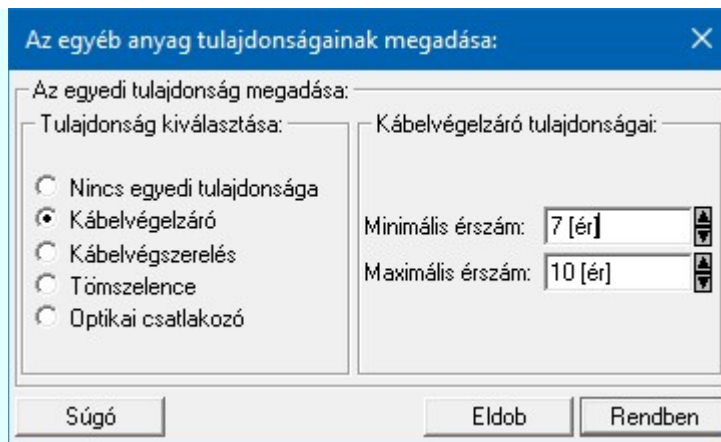 Az egyéb anyag tulajdonságainak megadása:
Az egyedi tulajdonság megadása:
Tulajdonság kiválasztása:
Nincs egyedi tulajdonsága
Kábelvégelzáró
Kábelvégszerelés
Tömszelence
Optikai csatlakozó
Kábelvégelzáró tulajdonságai:
Minimális érszám: 7 [ér]
Maximális érszám: 10 [ér]
Súgó Eldob Rendben